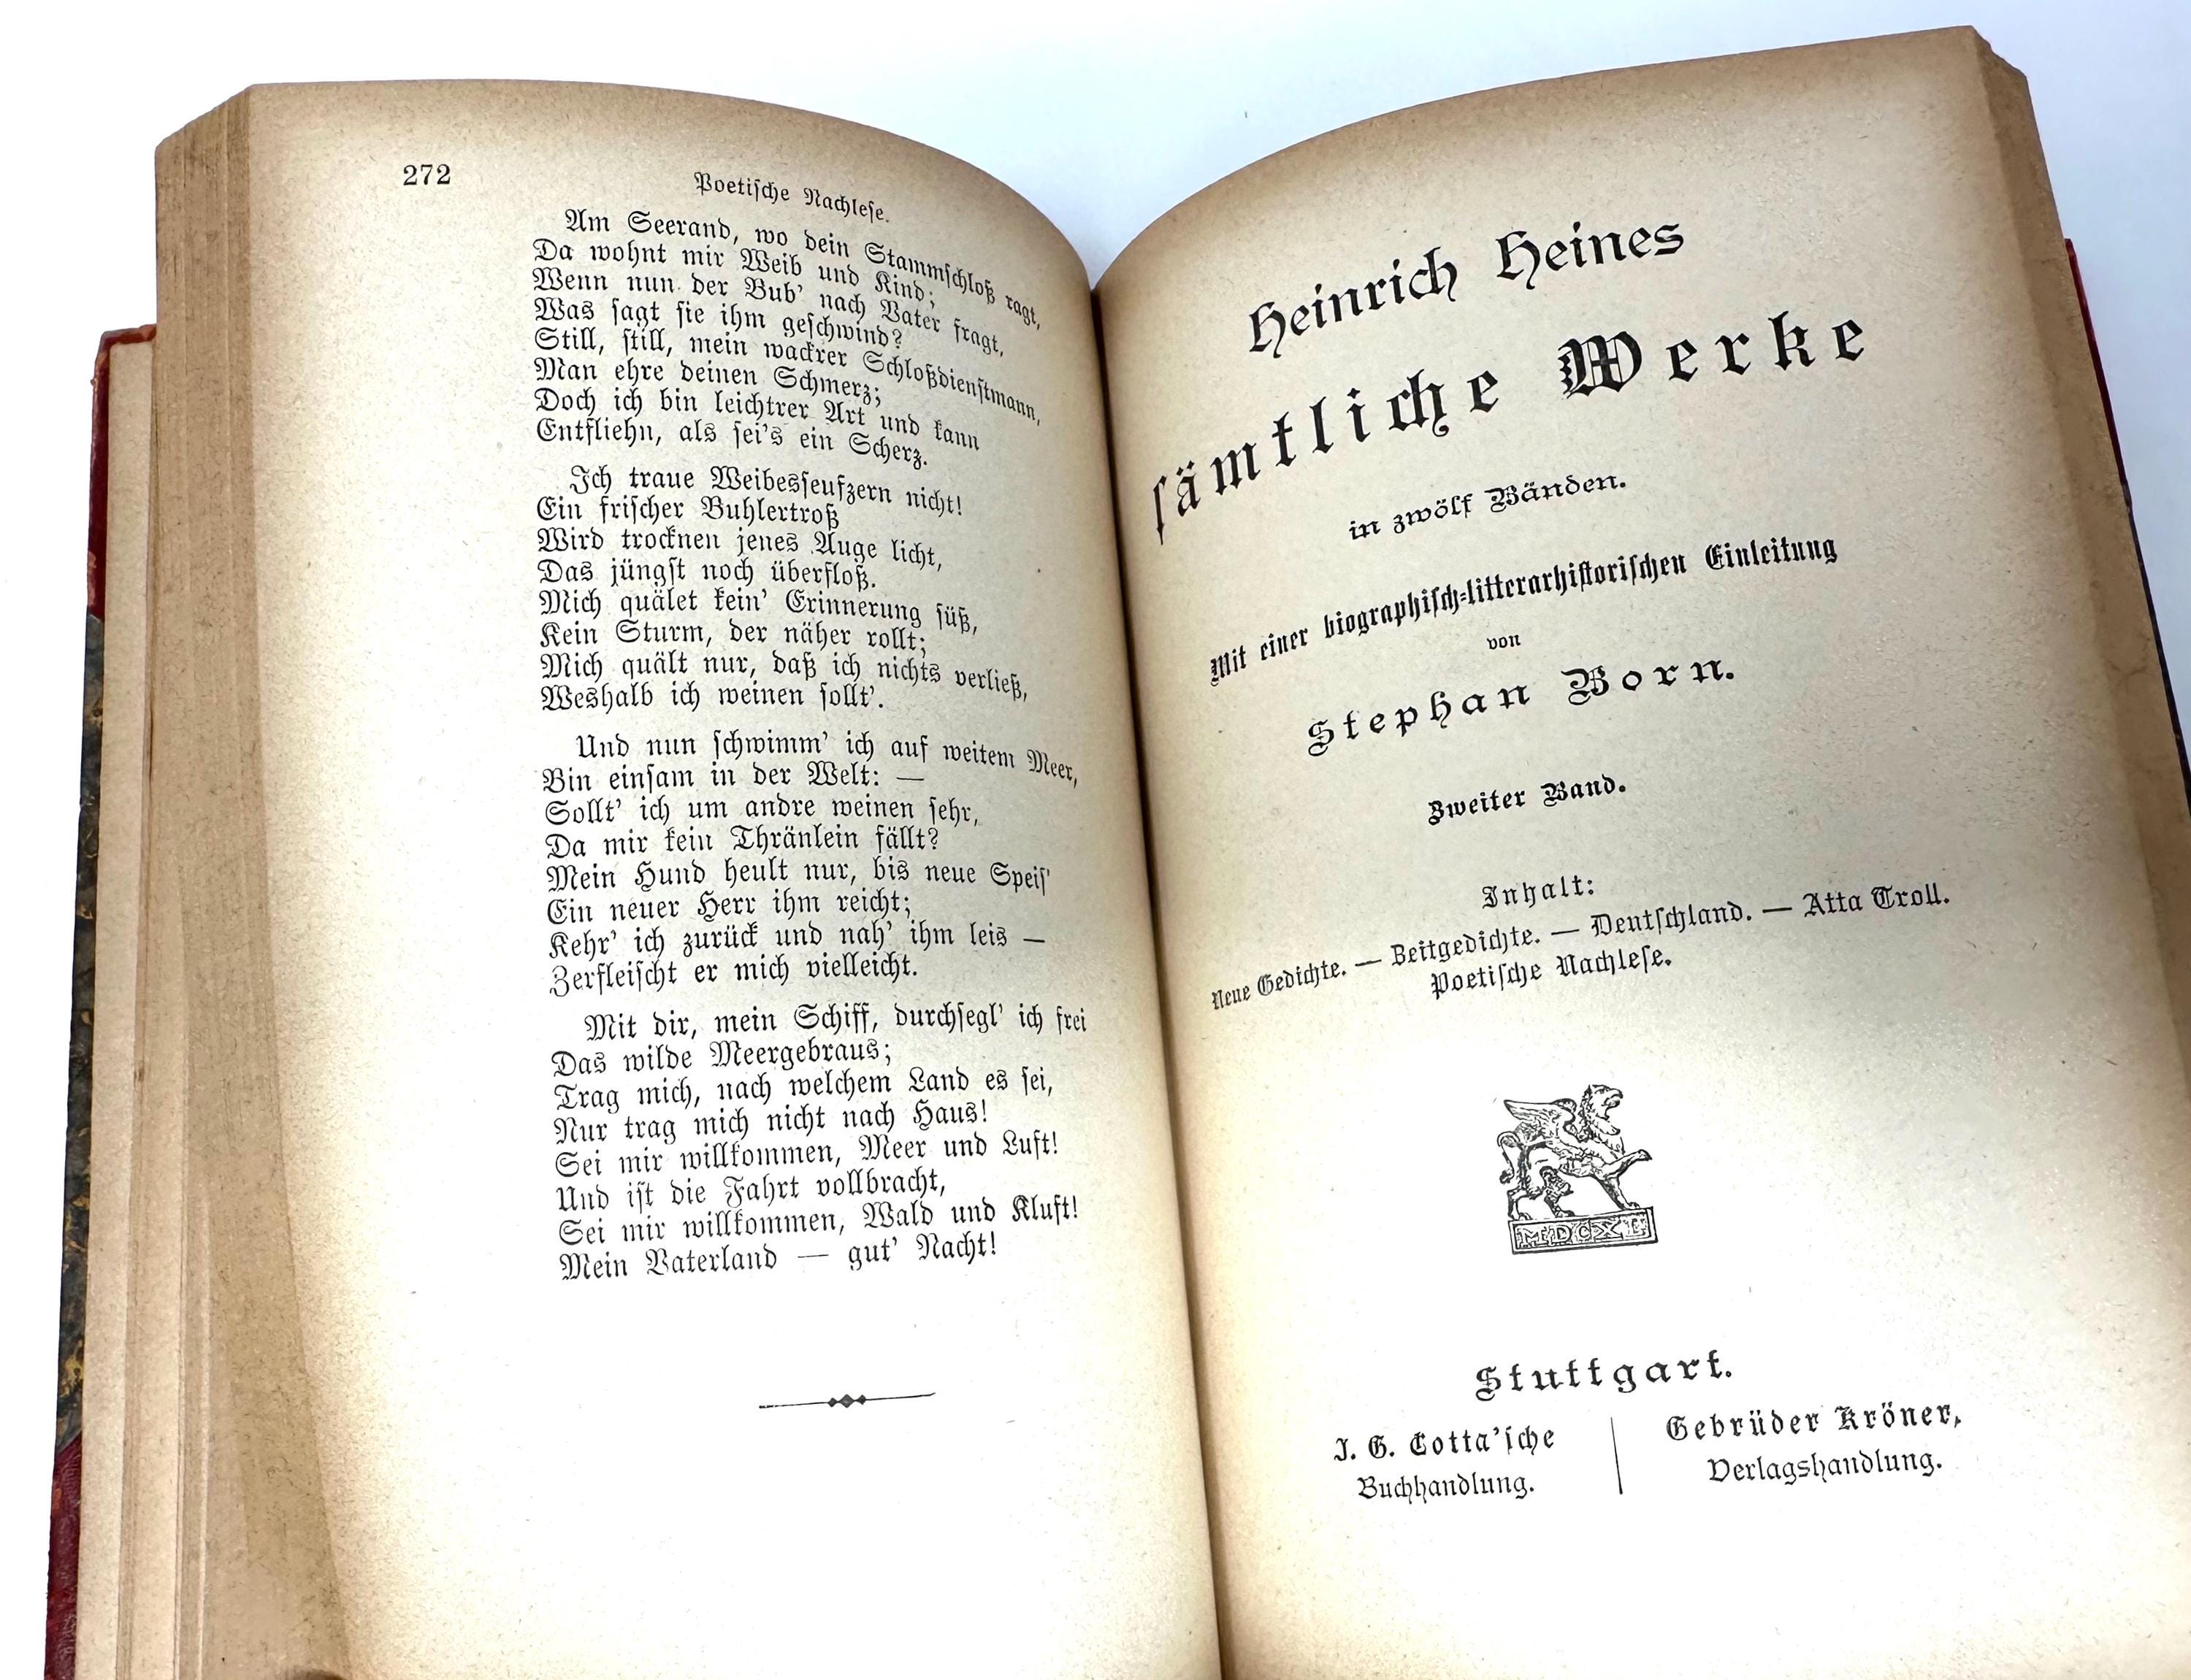 272
Poetiſche Nachleſe.
Am Seerand, wo dein Stammſchloß ragt,
Da wohnt mir Weib und Kind;
Wenn nun der Bub' nach Vater fragt,
Was ſagt ſie ihm geſchwind?
Still, ſtill, mein wackrer Schloßdienſtmann,
Man ehre deinen Schmerz;
Doch ich bin leichtrer Art und kann
Entfliehn, als ſei's ein Scherz.
Ich traue Weibesſeufzern nicht!
Ein friſcher Buhlertroß
Wird trocknen jenes Auge licht,
Das jüngſt noch überfloß.
Mich quälet kein' Erinnerung ſüß,
Kein Sturm, der näher rollt;
Mich quält nur, daß ich nichts verließ,
Weshalb ich weinen ſollt'.
Und nun ſchwimm' ich auf weitem Meer,
Bin einſam in der Welt: —
Sollt' ich um andre weinen ſehr,
Da mir kein Thränlein fällt?
Mein Hund heult nur, bis neue Speiſ'
Ein neuer Herr ihm reicht;
Kehr' ich zurück und nah' ihm leis —
Zerfleiſcht er mich vielleicht.
Mit dir, mein Schiff, durchſegl' ich frei
Das wilde Meergebraus;
Trag mich, nach welchem Land es ſei,
Nur trag mich nicht nach Haus!
Sei mir willkommen, Meer und Luft!
Und iſt die Fahrt vollbracht,
Sei mir willkommen, Wald und Kluft!
Mein Vaterland — gut' Nacht!
Heinrich Heines
ſämtliche Werke
in zwölf Bänden.
Mit einer biographiſch-litterarhiſtoriſchen Einleitung
von
Stephan Born.
Zweiter Band.
Inhalt:
Neue Gedichte. — Zeitgedichte. — Deutſchland. — Atta Troll.
Poetiſche Nachleſe.
MDCXL
Stuttgart.
J. G. Cotta'ſche
Buchhandlung.
Gebrüder Kröner,
Verlagshandlung.